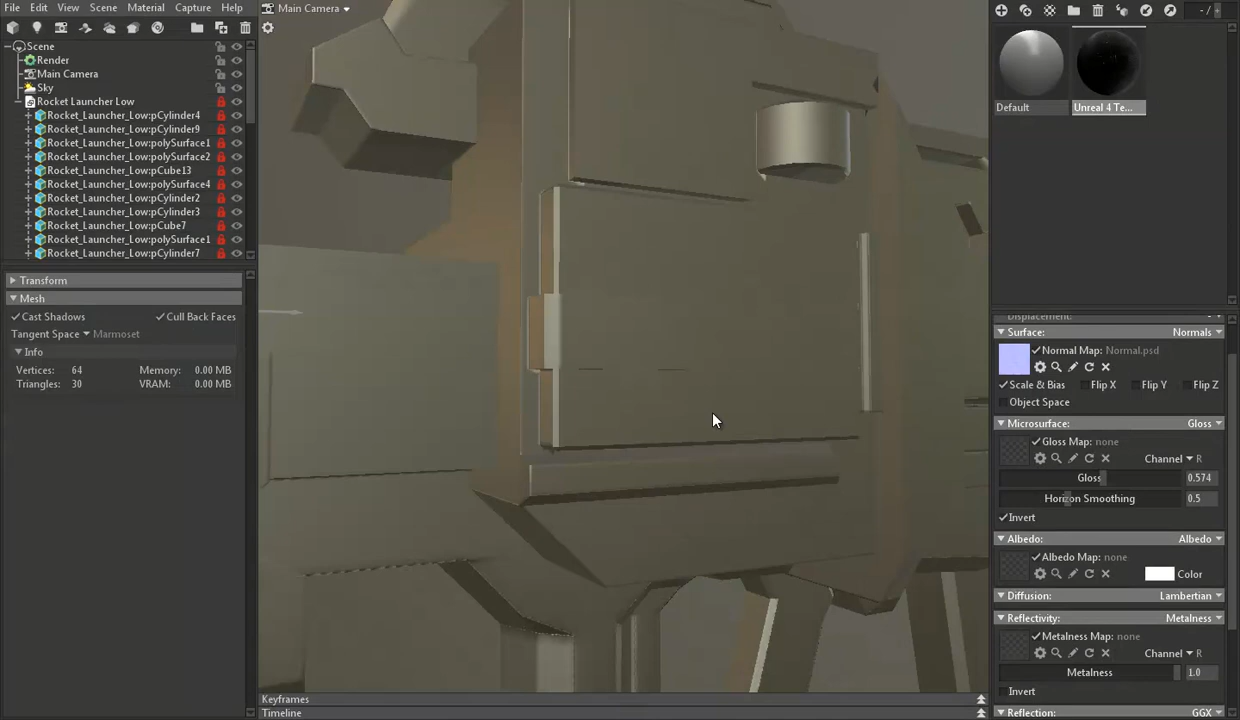 File Edit View Scene Material Capture Help
Main Camera
- /
Scene
Render
Main Camera
Sky
Rocket Launcher Low
Rocket_Launcher_Low:pCylinder4
Rocket_Launcher_Low:pCylinder9
Rocket_Launcher_Low:polySurface1
Rocket_Launcher_Low:polySurface2
Rocket_Launcher_Low:pCube13
Rocket_Launcher_Low:polySurface4
Rocket_Launcher_Low:pCylinder2
Rocket_Launcher_Low:pCylinder3
Rocket_Launcher_Low:pCube7
Rocket_Launcher_Low:polySurface1
Rocket_Launcher_Low:pCylinder7
Transform
Mesh
Cast Shadows Cull Back Faces
Tangent Space Marmoset
Info
Vertices: 64 Memory: 0.00 MB
Triangles: 30 VRAM: 0.00 MB
Default Unreal 4 Te...
Displacement:
Surface: Normals
Normal Map: Normal.psd
Scale & Bias Flip X Flip Y Flip Z
Object Space
Microsurface: Gloss
Gloss Map: none
Channel R
Gloss 0.574
Horizon Smoothing 0.5
Invert
Albedo: Albedo
Albedo Map: none
Color
Diffusion: Lambertian
Reflectivity: Metalness
Metalness Map: none
Channel R
Metalness 1.0
Invert
Reflection: GGX
Keyframes
Timeline